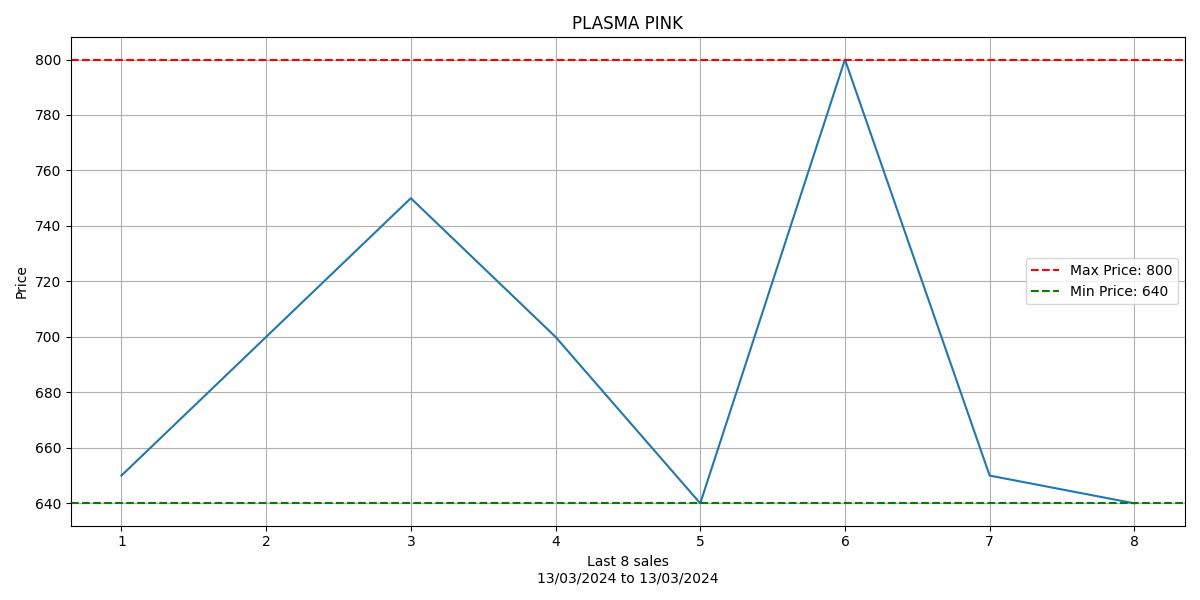 PLASMA PINK
800
780
760
740
720
700
680
660
640
Price
Max Price: 800
Min Price: 640
1 2 3 4 5 6 7 8
Last 8 sales
13/03/2024 to 13/03/2024